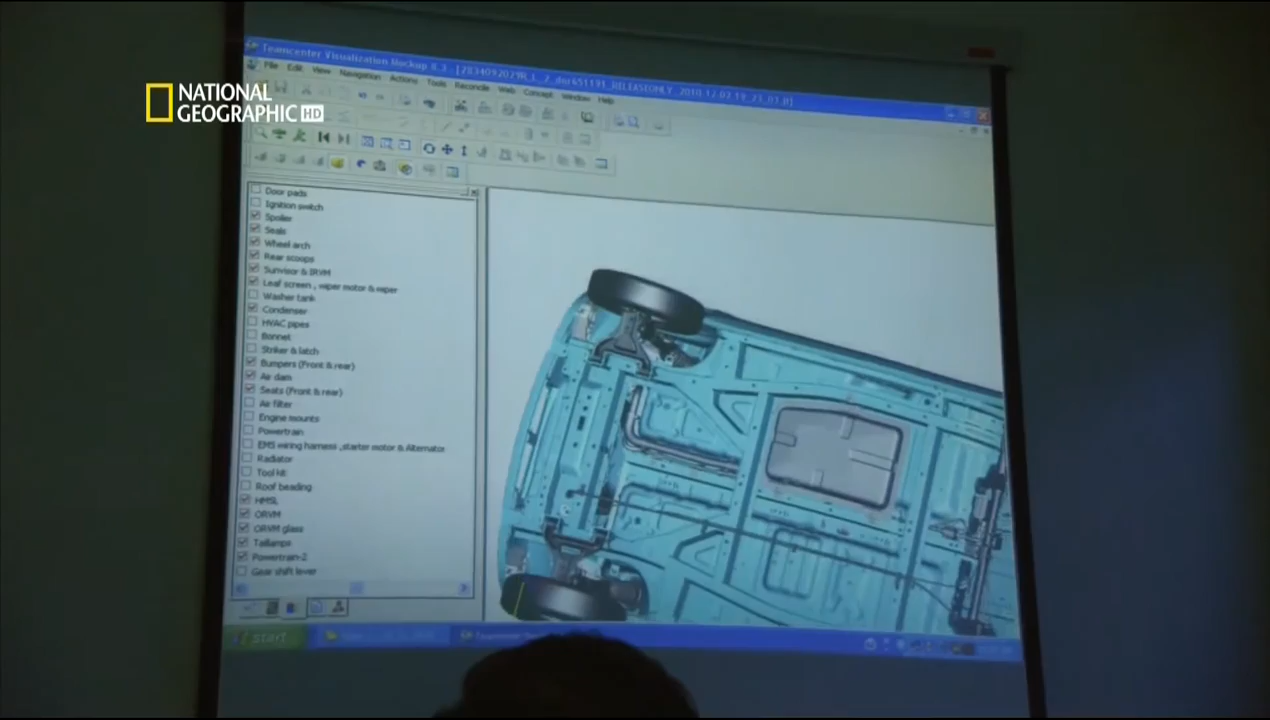 Teamcenter Visualization Mockup
NATIONAL
GEOGRAPHIC HD
File Edit View Navigation Actions Tools Reconcile Web Concept Window Help
Door pads
Ignition switch
Spoiler
Seals
Wheel arch
Rear scoops
Sunvisor & IRVM
Leaf screen , wiper motor & wiper
Washer tank
Condenser
HVAC pipes
Bonnet
Striker & latch
Bumpers (Front & rear)
Air dam
Seats (Front & rear)
Air filter
Engine mounts
Powertrain
EMS wiring harness ,starter motor & Alternator
Radiator
Tool kit
Roof beading
HMSL
ORVM
ORVM glass
Taillamps
Powertrain-2
Gear shift lever
start